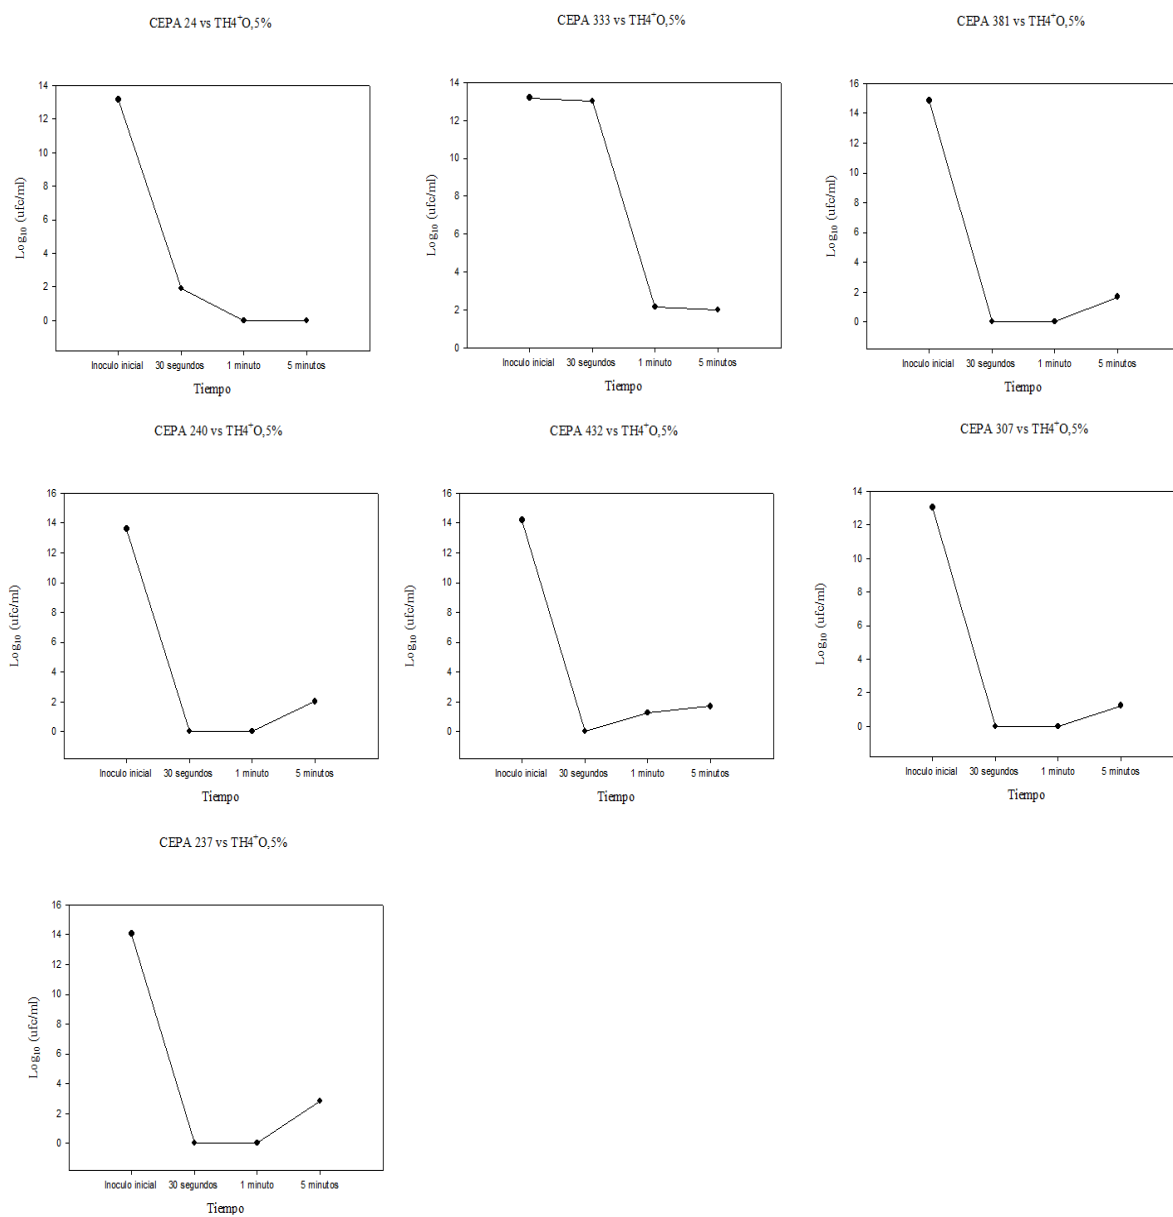 CEPA 24 vs TH4⁺O,5%
CEPA 333 vs TH4⁺O,5%
CEPA 381 vs TH4⁺O,5%
Log₁₀ (ufc/ml)
14
12
10
8
6
4
2
0
Inoculo inicial 30 segundos 1 minuto 5 minutos
Tiempo
Log₁₀ (ufc/ml)
14
12
10
8
6
4
2
0
Inoculo inicial 30 segundos 1 minuto 5 minutos
Tiempo
Log₁₀ (ufc/ml)
16
14
12
10
8
6
4
2
0
Inoculo inicial 30 segundos 1 minuto 5 minutos
Tiempo
CEPA 240 vs TH4⁺O,5%
CEPA 432 vs TH4⁺O,5%
CEPA 307 vs TH4⁺O,5%
Log₁₀ (ufc/ml)
16
14
12
10
8
6
4
2
0
Inoculo inicial 30 segundos 1 minuto 5 minutos
Tiempo
Log₁₀ (ufc/ml)
16
14
12
10
8
6
4
2
0
Inoculo inicial 30 segundos 1 minuto 5 minutos
Tiempo
Log₁₀ (ufc/ml)
14
12
10
8
6
4
2
0
Inoculo inicial 30 segundos 1 minuto 5 minutos
Tiempo
CEPA 237 vs TH4⁺O,5%
Log₁₀ (ufc/ml)
16
14
12
10
8
6
4
2
0
Inoculo inicial 30 segundos 1 minuto 5 minutos
Tiempo